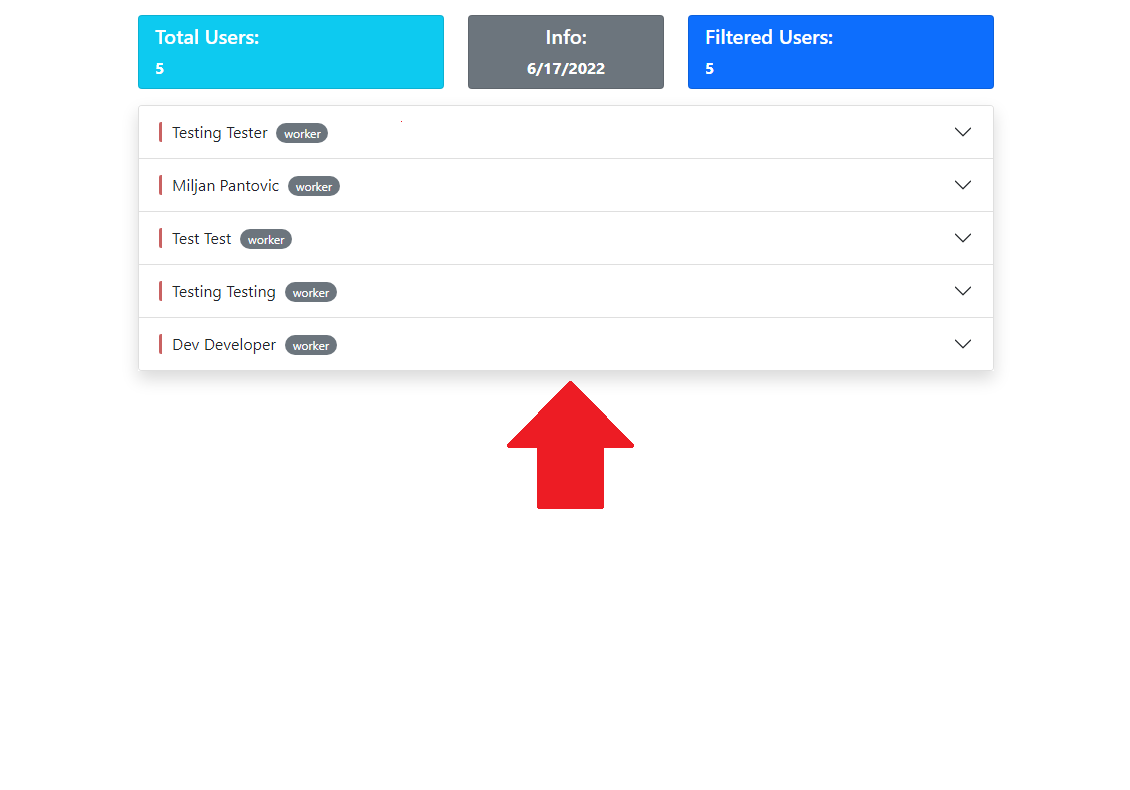 Total Users:
5
Info:
6/17/2022
Filtered Users:
5
Testing Tester worker
Miljan Pantovic worker
Test Test worker
Testing Testing worker
Dev Developer worker